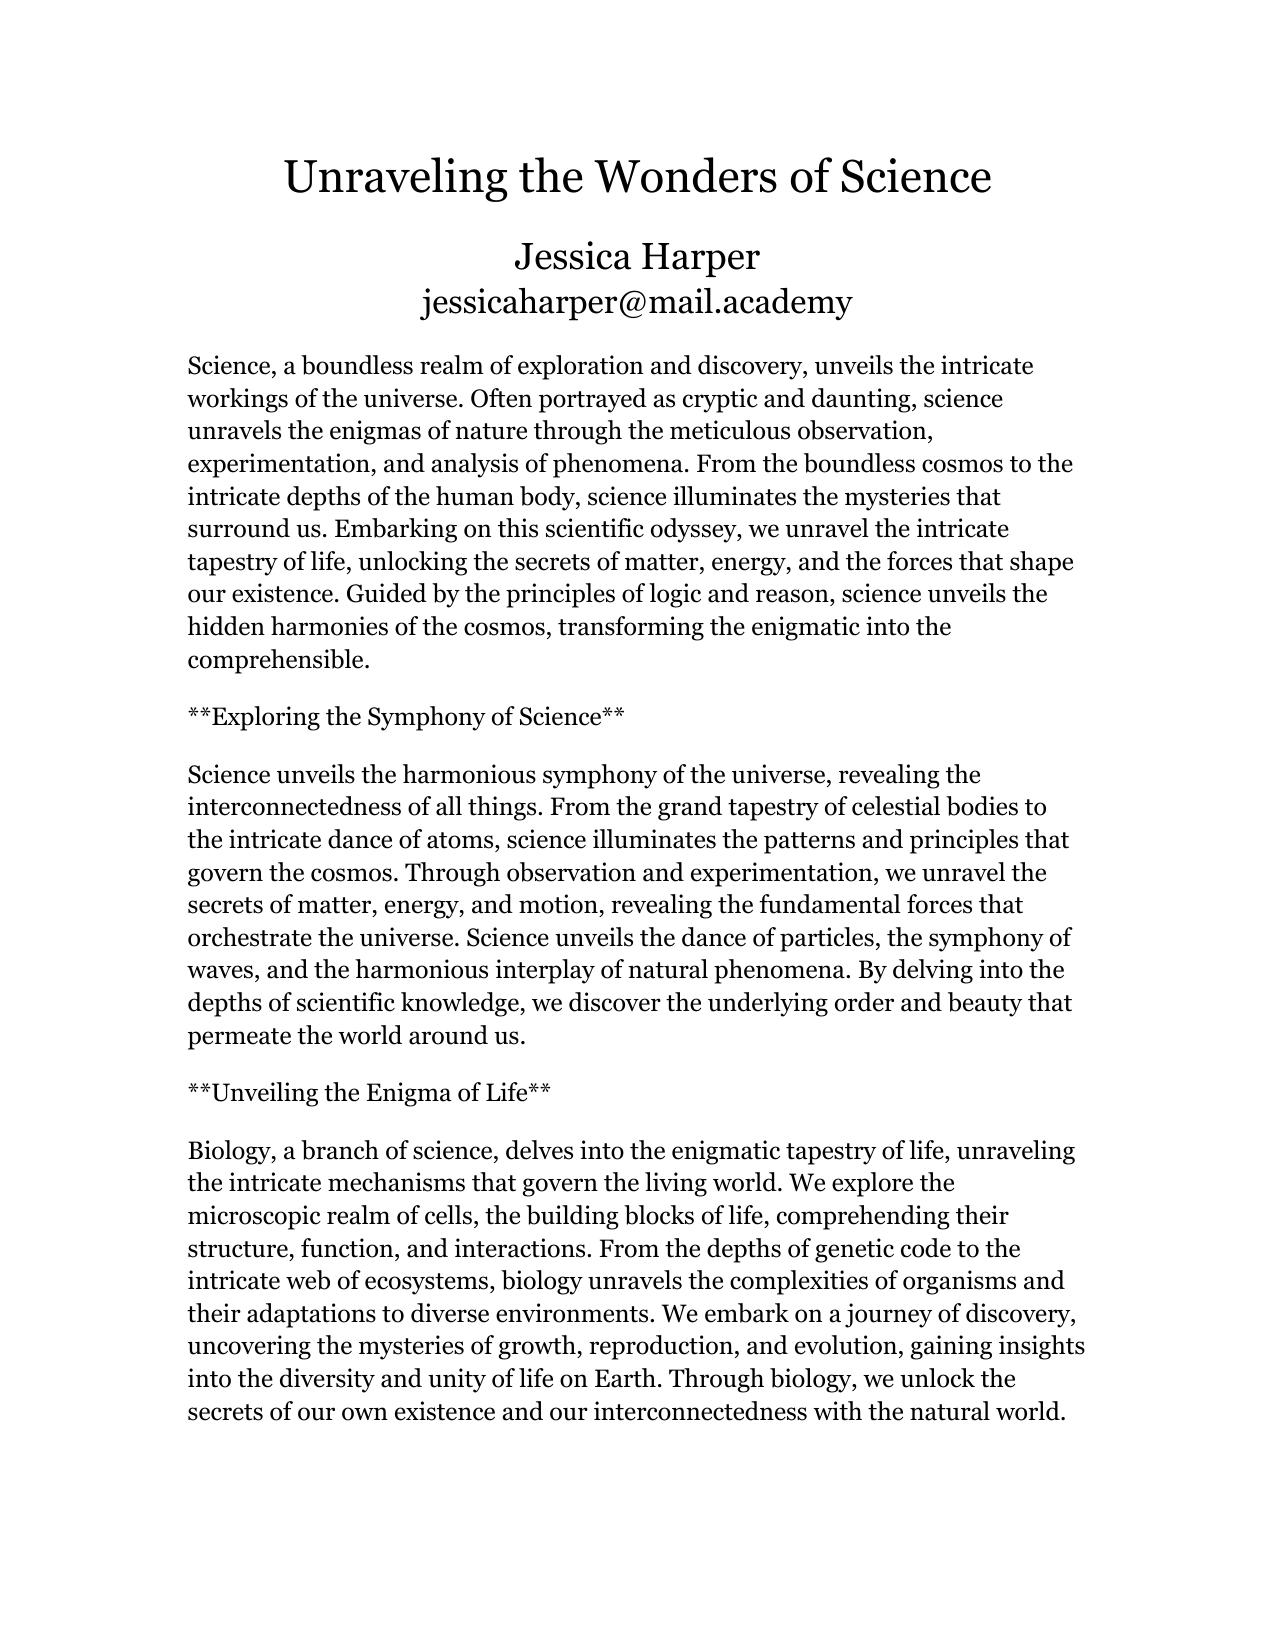 Unraveling the Wonders of Science
Jessica Harper
jessicaharper@mail.academy
Science, a boundless realm of exploration and discovery, unveils the intricate
workings of the universe. Often portrayed as cryptic and daunting, science
unravels the enigmas of nature through the meticulous observation,
experimentation, and analysis of phenomena. From the boundless cosmos to the
intricate depths of the human body, science illuminates the mysteries that
surround us. Embarking on this scientific odyssey, we unravel the intricate
tapestry of life, unlocking the secrets of matter, energy, and the forces that shape
our existence. Guided by the principles of logic and reason, science unveils the
hidden harmonies of the cosmos, transforming the enigmatic into the
comprehensible.
**Exploring the Symphony of Science**
Science unveils the harmonious symphony of the universe, revealing the
interconnectedness of all things. From the grand tapestry of celestial bodies to
the intricate dance of atoms, science illuminates the patterns and principles that
govern the cosmos. Through observation and experimentation, we unravel the
secrets of matter, energy, and motion, revealing the fundamental forces that
orchestrate the universe. Science unveils the dance of particles, the symphony of
waves, and the harmonious interplay of natural phenomena. By delving into the
depths of scientific knowledge, we discover the underlying order and beauty that
permeate the world around us.
**Unveiling the Enigma of Life**
Biology, a branch of science, delves into the enigmatic tapestry of life, unraveling
the intricate mechanisms that govern the living world. We explore the
microscopic realm of cells, the building blocks of life, comprehending their
structure, function, and interactions. From the depths of genetic code to the
intricate web of ecosystems, biology unravels the complexities of organisms and
their adaptations to diverse environments. We embark on a journey of discovery,
uncovering the mysteries of growth, reproduction, and evolution, gaining insights
into the diversity and unity of life on Earth. Through biology, we unlock the
secrets of our own existence and our interconnectedness with the natural world.